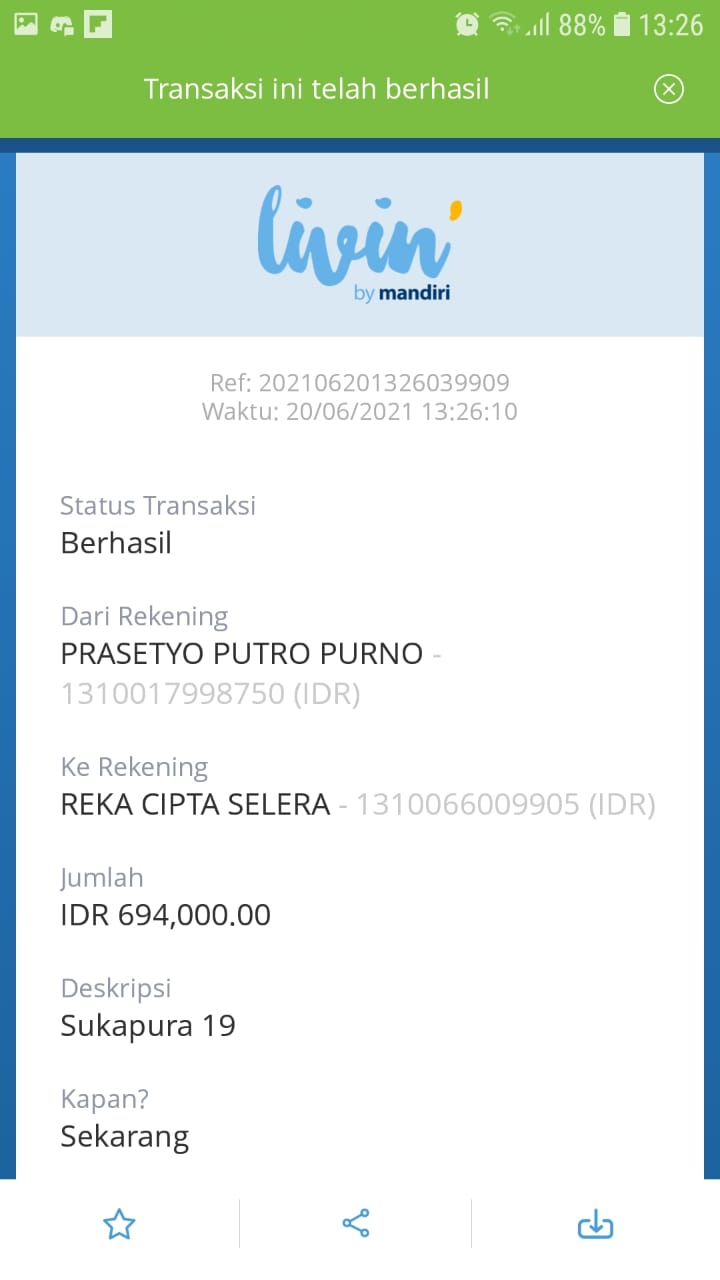 88% 13:26
Transaksi ini telah berhasil
livin'
by mandiri
Ref: 202106201326039909
Waktu: 20/06/2021 13:26:10
Status Transaksi
Berhasil
Dari Rekening
PRASETYO PUTRO PURNO -
1310017998750 (IDR)
Ke Rekening
REKA CIPTA SELERA - 1310066009905 (IDR)
Jumlah
IDR 694,000.00
Deskripsi
Sukapura 19
Kapan?
Sekarang